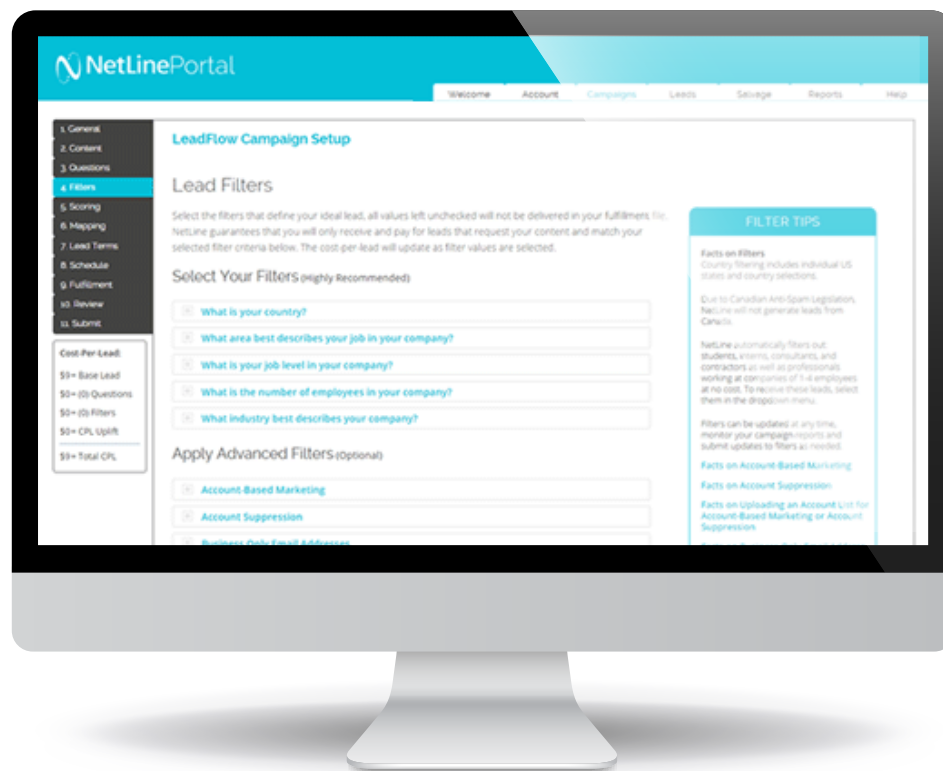 NetLinePortal
Welcome Account Campaigns Leads Salvage Reports Help
1. General
2. Content
3. Questions
4. Filters
5. Scoring
6. Mapping
7. Lead Terms
8. Schedule
9. Fulfillment
10. Review
11. Submit
Cost-Per-Lead:
$9= Base Lead
$0= (0) Questions
$0= (0) Filters
$0= CPL Uplift
$9= Total CPL
LeadFlow Campaign Setup
Lead Filters
Select the filters that define your ideal lead, all values left unchecked will not be delivered in your fulfillment file.
NetLine guarantees that you will only receive and pay for leads that request your content and match your
selected filter criteria below. The cost-per-lead will update as filter values are selected.
Select Your Filters (Highly Recommended)
What is your country?
What area best describes your job in your company?
What is your job level in your company?
What is the number of employees in your company?
What industry best describes your company?
Apply Advanced Filters (Optional)
Account-Based Marketing
Account Suppression
Business Only Email Addresses
FILTER TIPS
Facts on Filters
Country filtering includes individual US
states and country selections.
Due to Canadian Anti-Spam Legislation,
NetLine will not generate leads from
Canada.
NetLine automatically filters out
students, interns, consultants, and
contractors as well as professionals
working at companies of 1-4 employees
at no cost. To receive these leads, select
them in the dropdown menu.
Filters can be updated at any time,
monitor your campaign reports and
submit updates to filters as needed.
Facts on Account-Based Marketing
Facts on Account Suppression
Facts on Uploading an Account List for
Account-Based Marketing or Account
Suppression